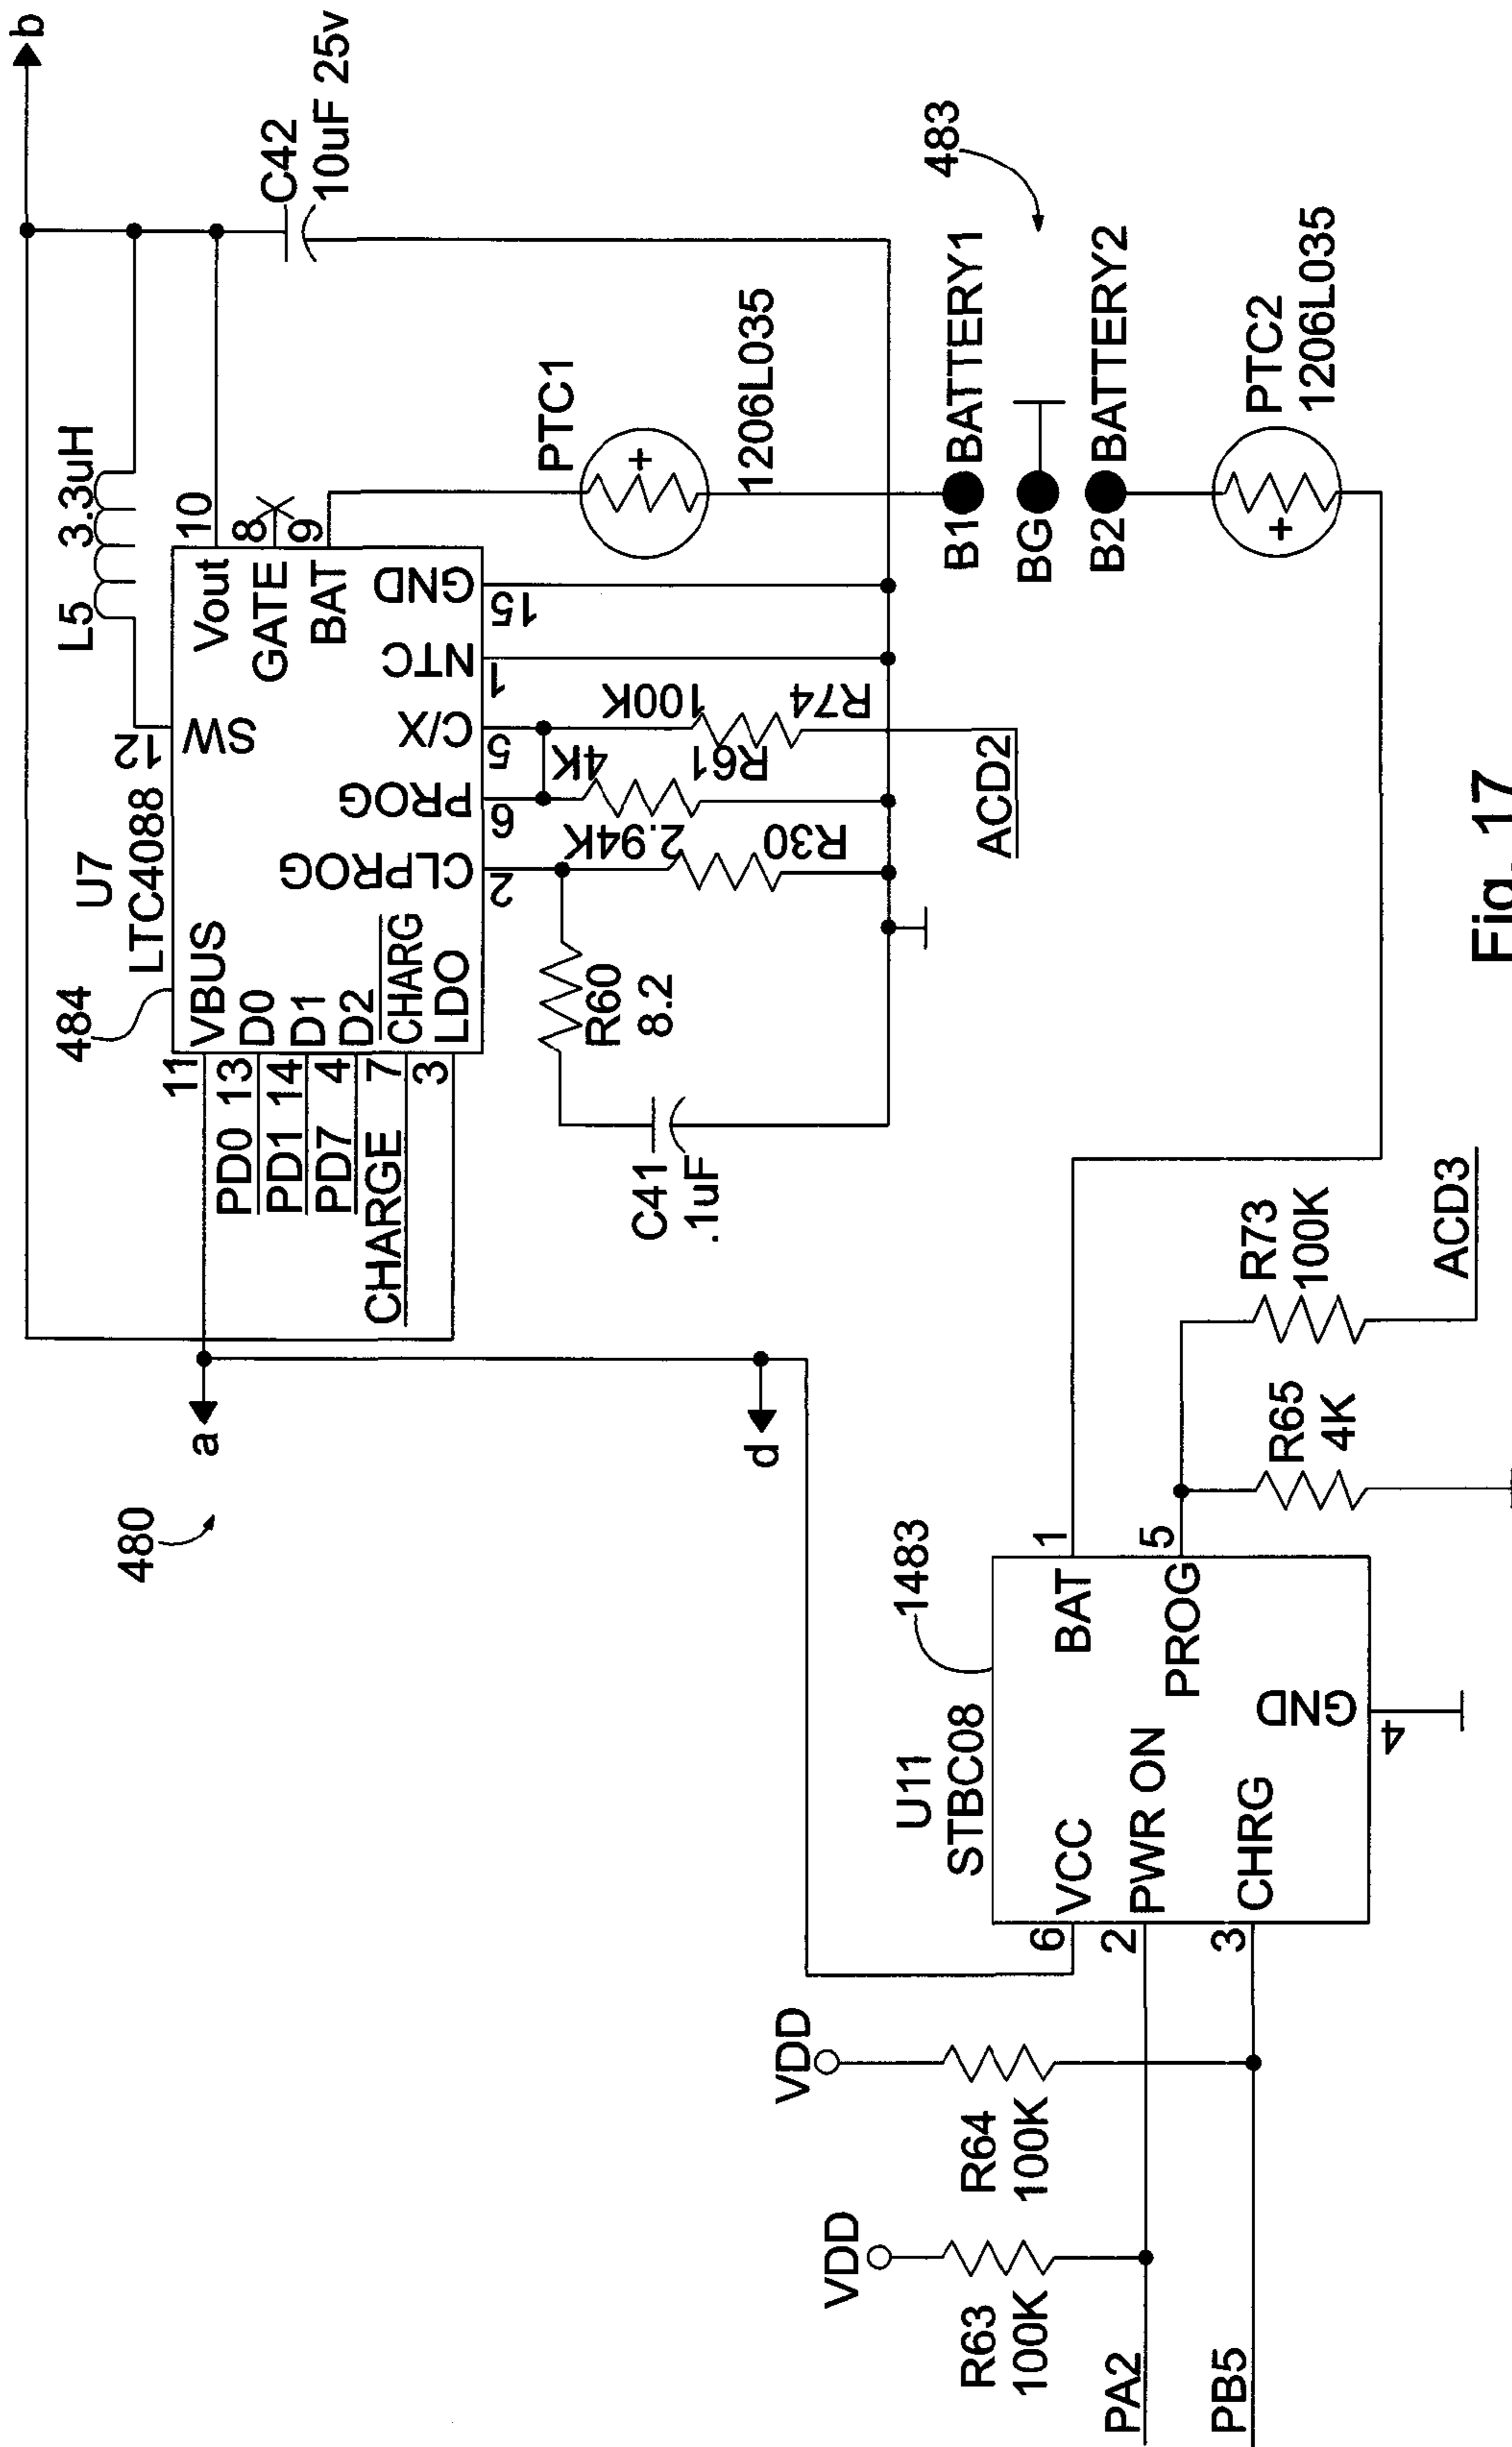 b
L5 3.3uH
C42
10uF 25v
480
a
484
U7
LTC4088
11
VBUS
PD0 13
D0
PD1 14
D1
PD7 4
D2
CHARGE 7
CHARG
3
LDO
12
SW
10
Vout
8
GATE
9
BAT
2
CLPROG
6
PROG
5
C/X
1
NTC
15
GND
PTC1
1206L035
R60
8.2
C41
.1uF
2.94K
R30
4K
R61
100K
R74
ACD2
483
B1
BATTERY1
BG
B2
BATTERY2
PTC2
1206L035
d
VDD
VDD
R63
100K
R64
100K
PA2
PB5
U11
STBC08
1483
6
VCC
2
PWR ON
3
CHRG
1
BAT
5
PROG
4
GND
R65
4K
R73
100K
ACD3
Fig. 17